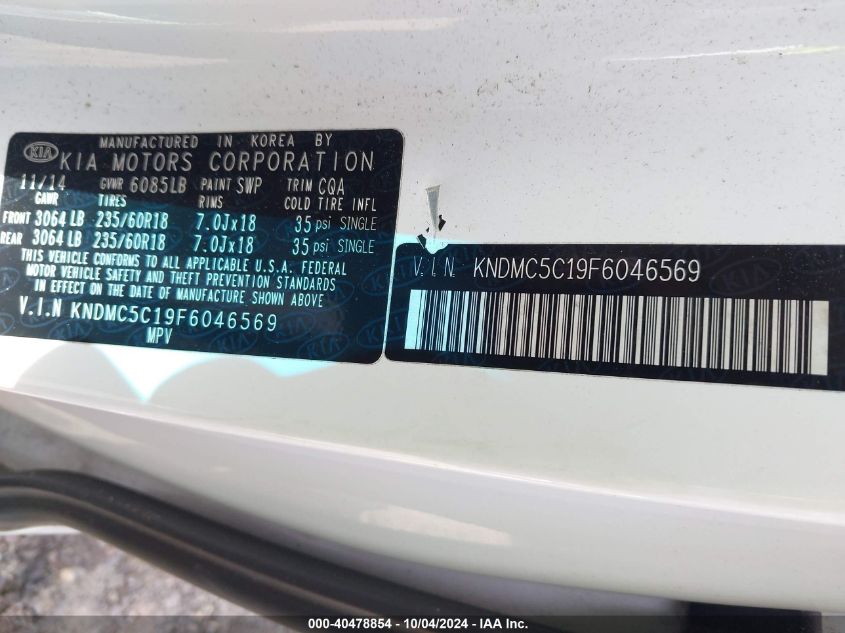 KIA
MANUFACTURED IN KOREA BY
KIA MOTORS CORPORATION
11/14 GVWR 6085LB PAINT SWP TRIM CQA
GAWR TIRES RIMS COLD TIRE INFL
FRONT 3064 LB 235/60R18 7.0Jx18 35 psi SINGLE
REAR 3064 LB 235/60R18 7.0Jx18 35 psi SINGLE
THIS VEHICLE CONFORMS TO ALL APPLICABLE U.S.A. FEDERAL
MOTOR VEHICLE SAFETY AND THEFT PREVENTION STANDARDS
IN EFFECT ON THE DATE OF MANUFACTURE SHOWN ABOVE
V.I.N KNDMC5C19F6046569
MPV
V.I.N. KNDMC5C19F6046569
000-40478854 - 10/04/2024 - IAA Inc.